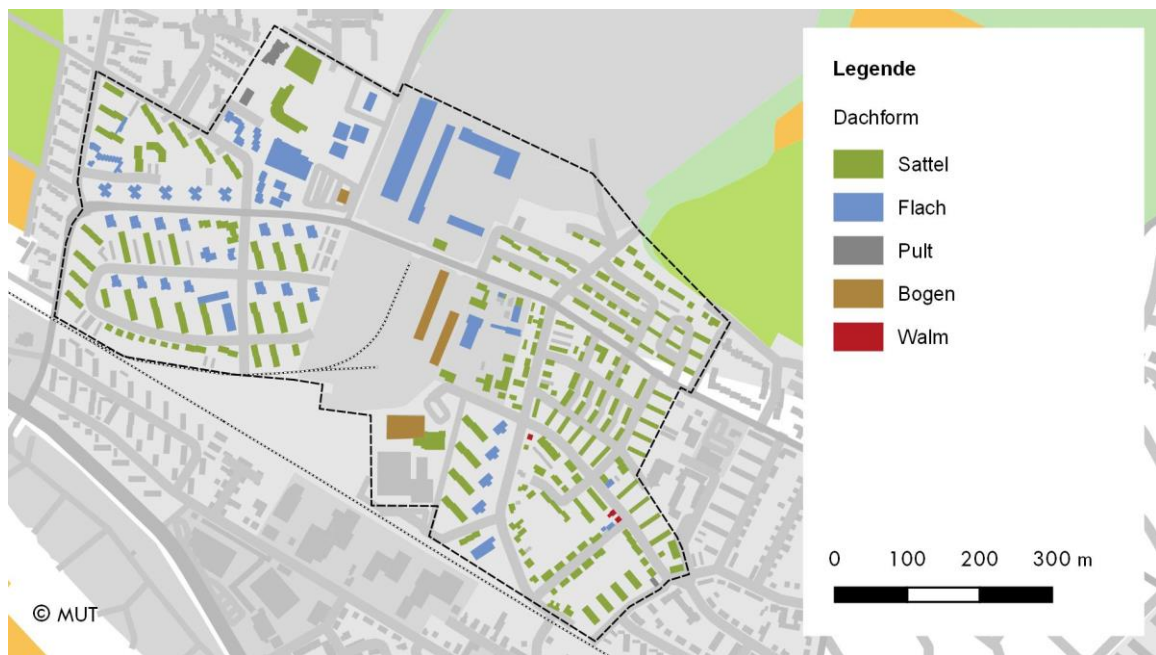 Legende
Dachform
Sattel
Flach
Pult
Bogen
Walm
0 100 200 300 m
© MUT